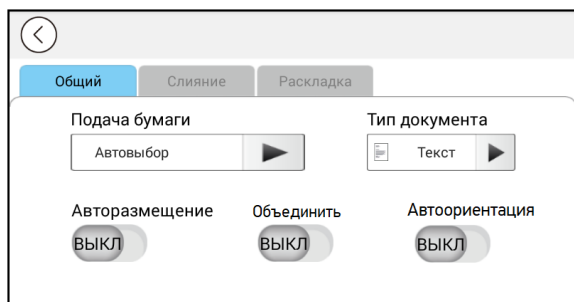 Общий Слияние Раскладка
Подача бумаги Тип документа
Автовыбор Текст
Авторазмещение Объединить Автоориентация
ВЫКЛ ВЫКЛ ВЫКЛ